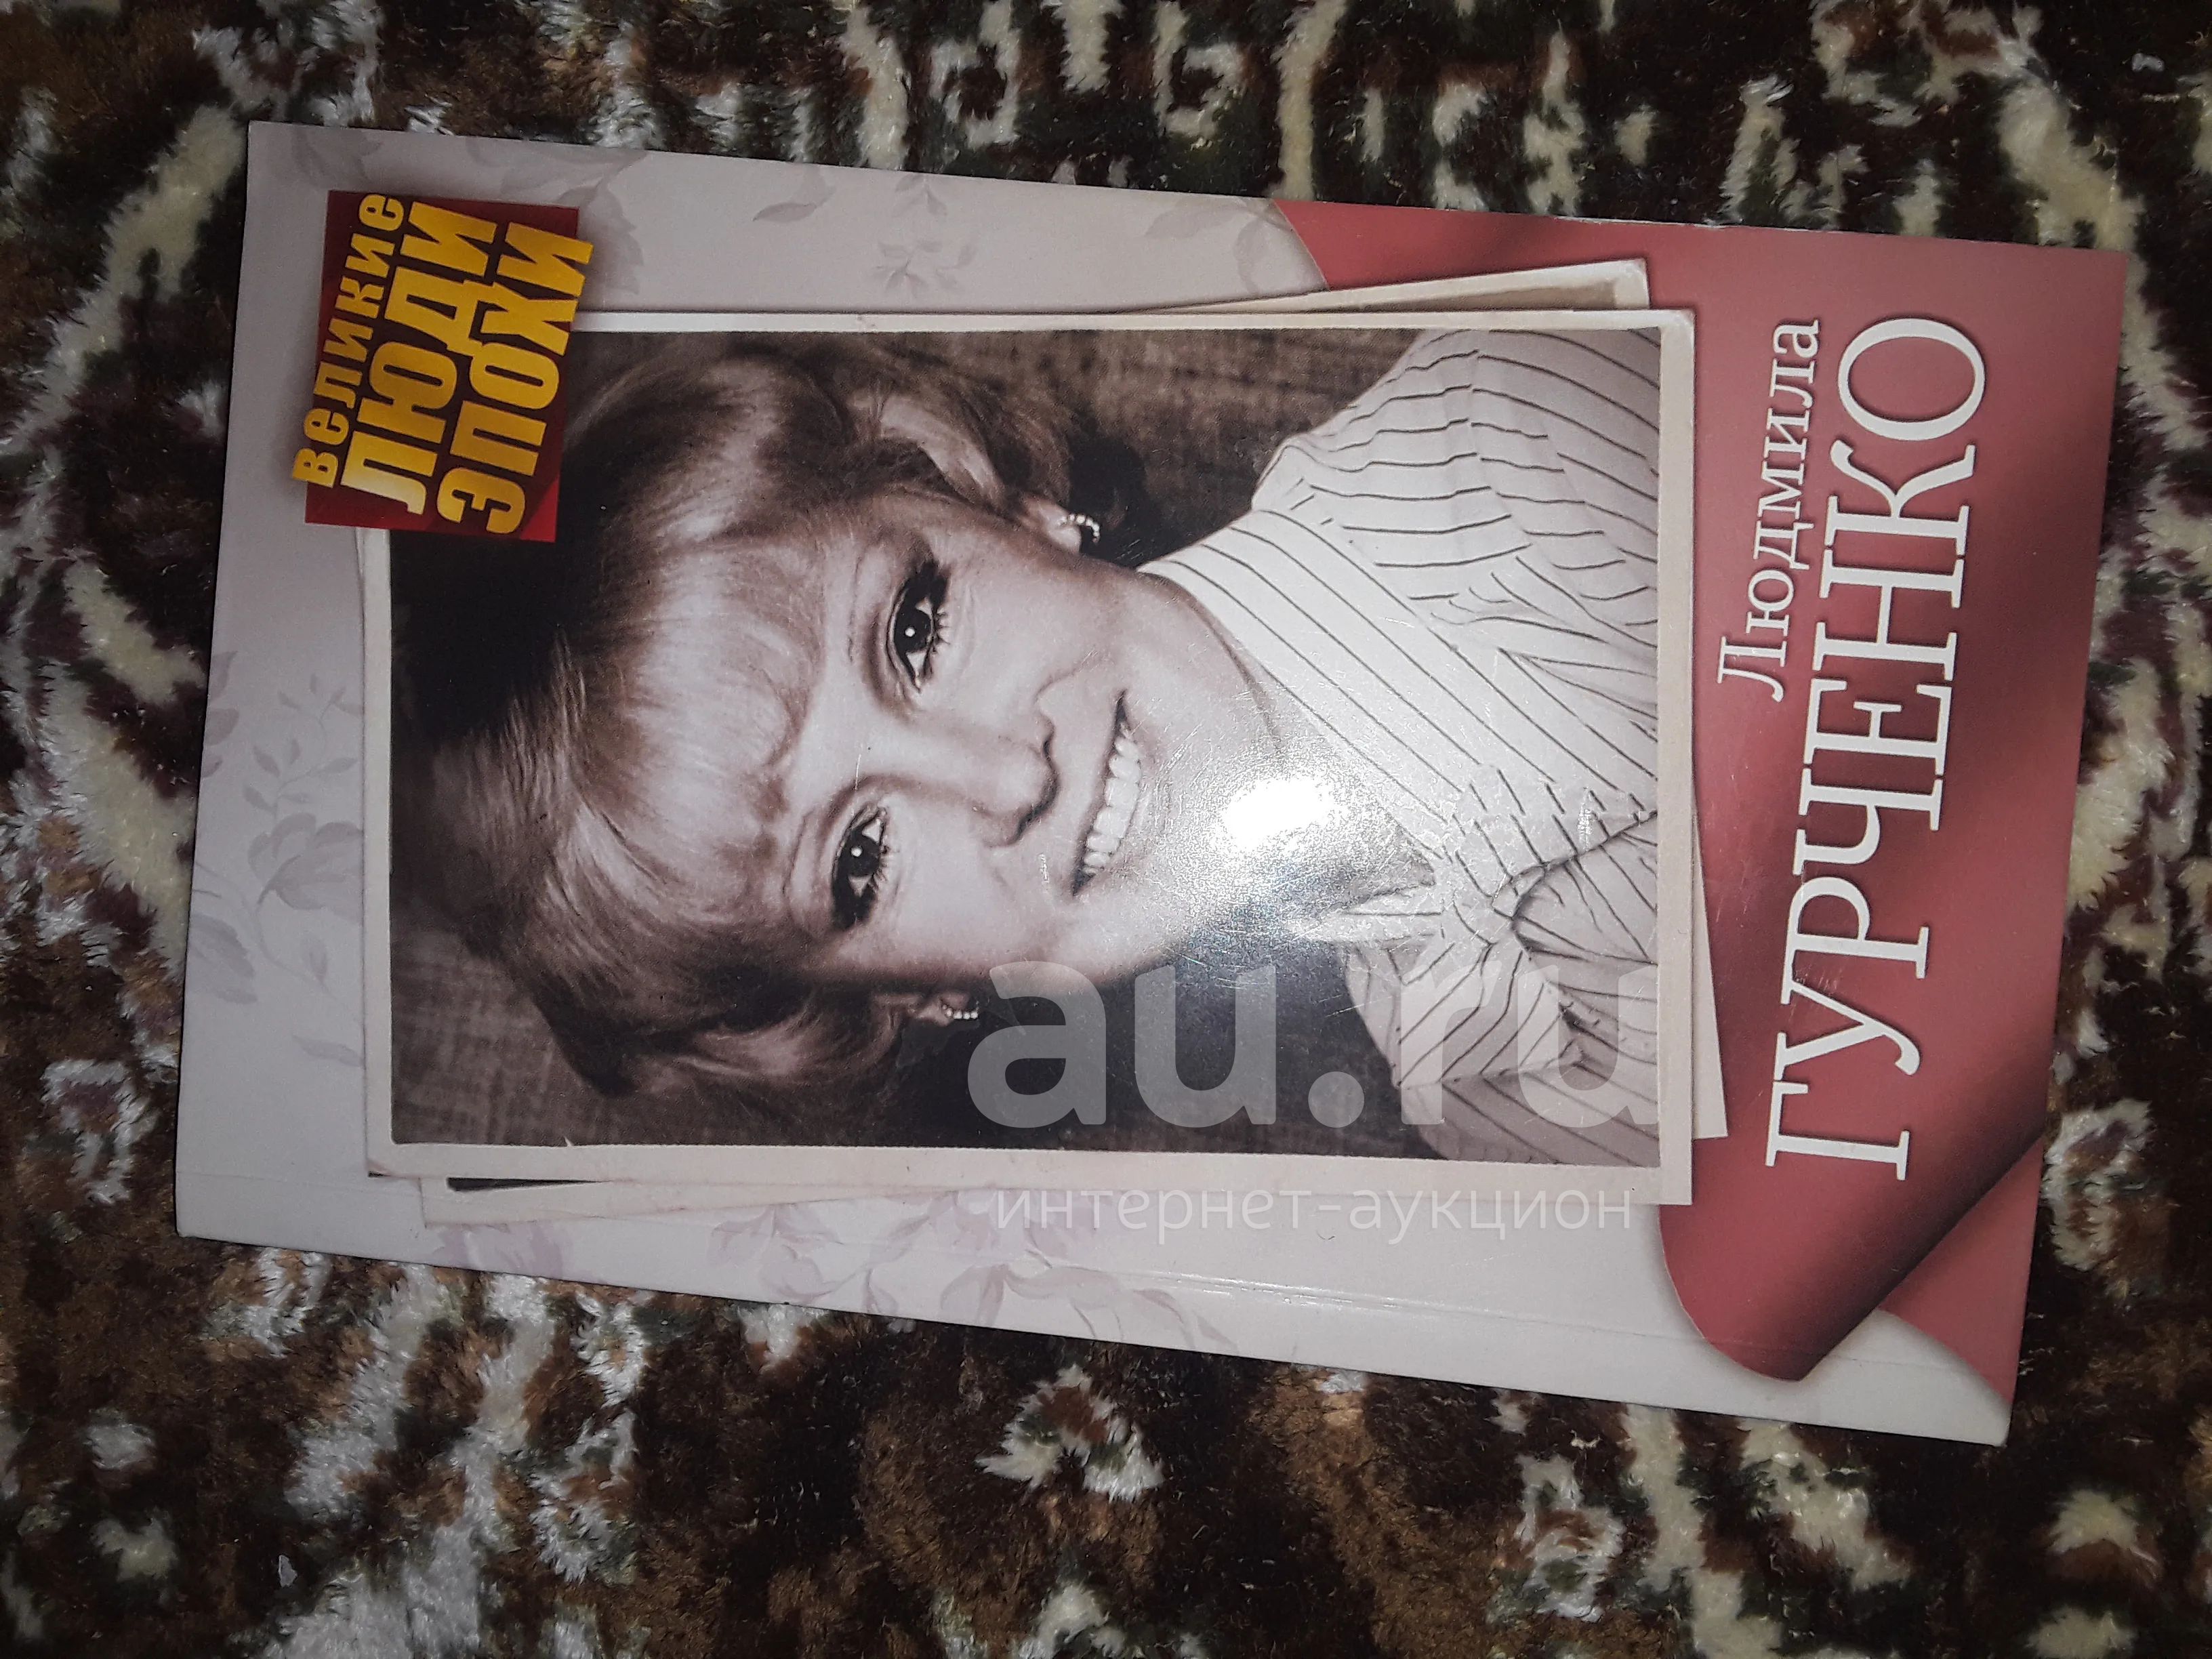 великие
ЛЮДИ
ЭПОХИ
Людмила
ГУРЧЕНКО
au.ru
интернет-аукцион